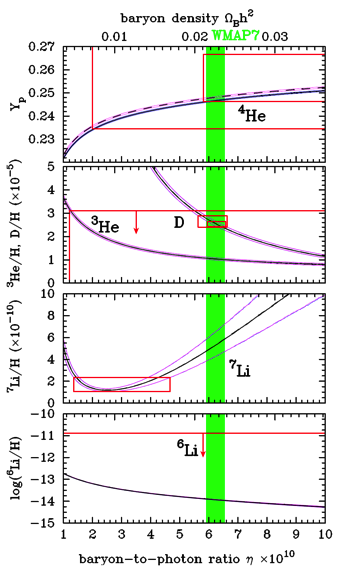 baryon density Ω_B h²
0.01 0.02 WMAP7 0.03
0.27
0.26
0.25
0.24
0.23
Y_p
⁴He
5
4
3
2
1
0
³He/H, D/H (×10⁻⁵)
³He
D
10
8
6
4
2
0
⁷Li/H (×10⁻¹⁰)
⁷Li
−10
−11
−12
−13
−14
−15
log(⁶Li/H)
⁶Li
1 2 3 4 5 6 7 8 9 10
baryon-to-photon ratio η ×10¹⁰